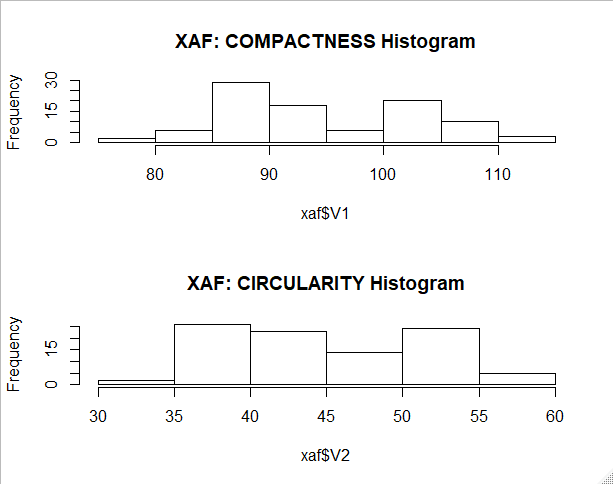 XAF: COMPACTNESS Histogram
Frequency
30
15
0
80 90 100 110
xaf$V1
XAF: CIRCULARITY Histogram
Frequency
15
0
30 35 40 45 50 55 60
xaf$V2